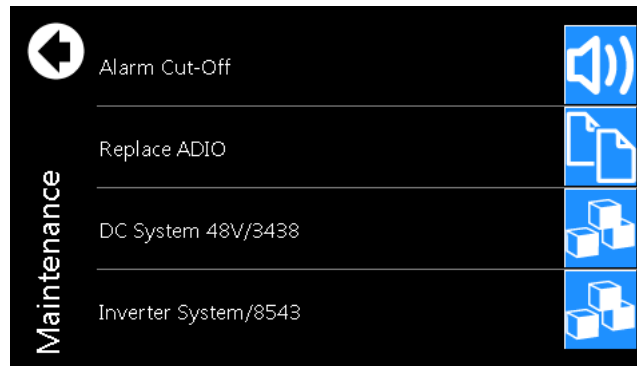 Alarm Cut-Off
Replace ADIO
DC System 48V/3438
Inverter System/8543
Maintenance